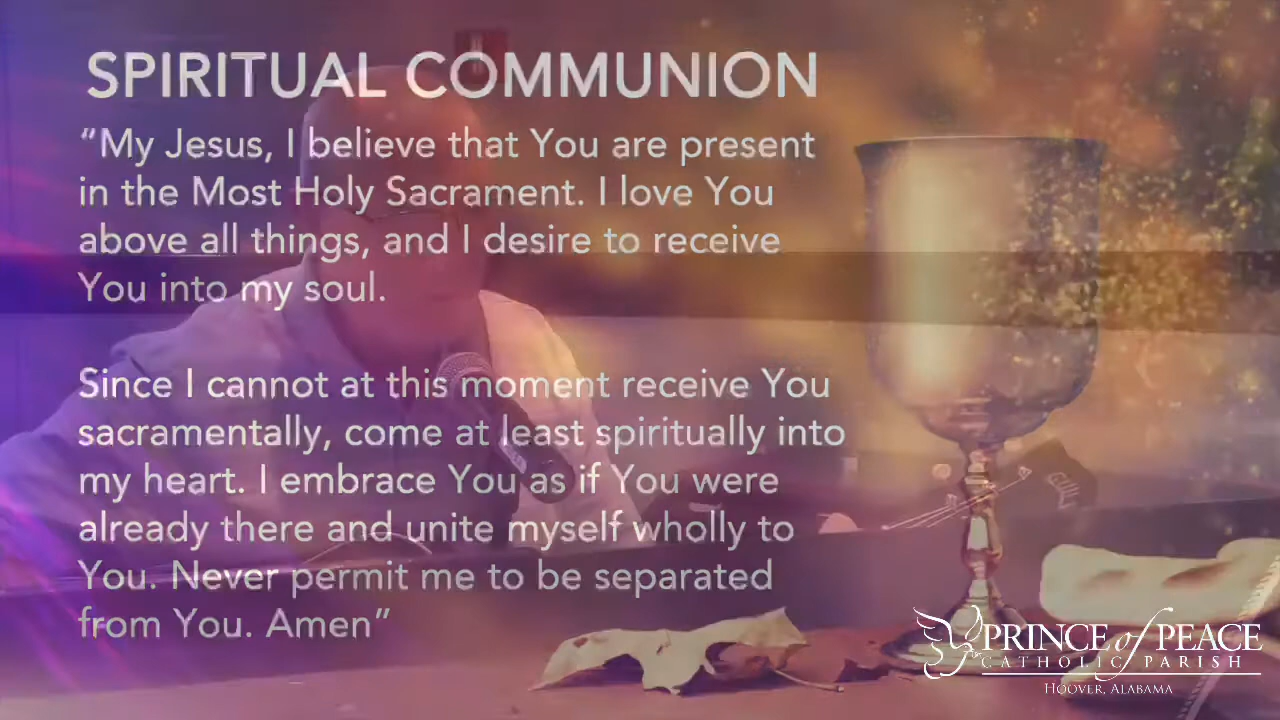 SPIRITUAL COMMUNION
“My Jesus, I believe that You are present
in the Most Holy Sacrament. I love You
above all things, and I desire to receive
You into my soul.
Since I cannot at this moment receive You
sacramentally, come at least spiritually into
my heart. I embrace You as if You were
already there and unite myself wholly to
You. Never permit me to be separated
from You. Amen”
PRINCE of PEACE
CATHOLIC PARISH
HOOVER, ALABAMA